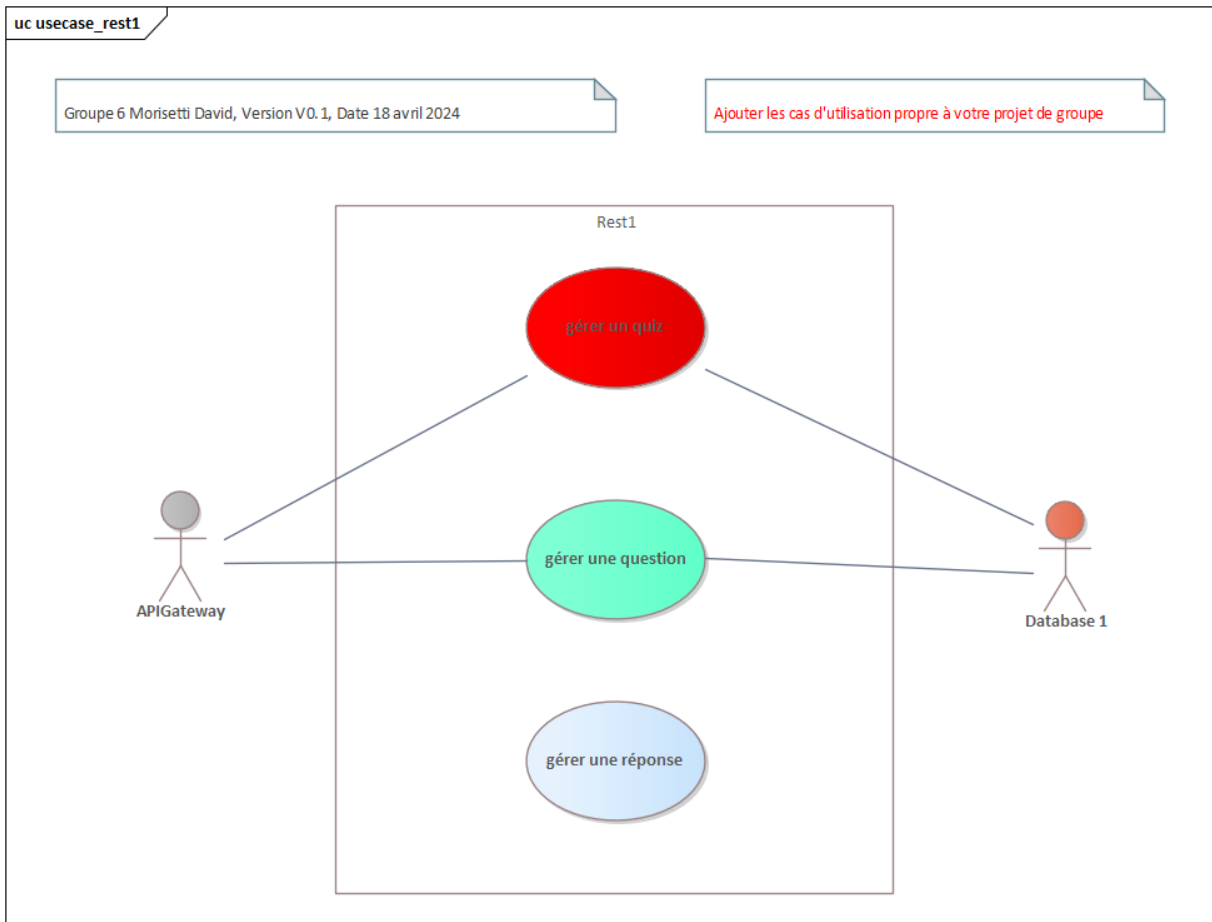 uc usecase_rest1
Groupe 6 Morisetti David, Version V0.1, Date 18 avril 2024
Ajouter les cas d'utilisation propre à votre projet de groupe
Rest1
gérer un quiz
gérer une question
APIGateway
Database 1
gérer une réponse